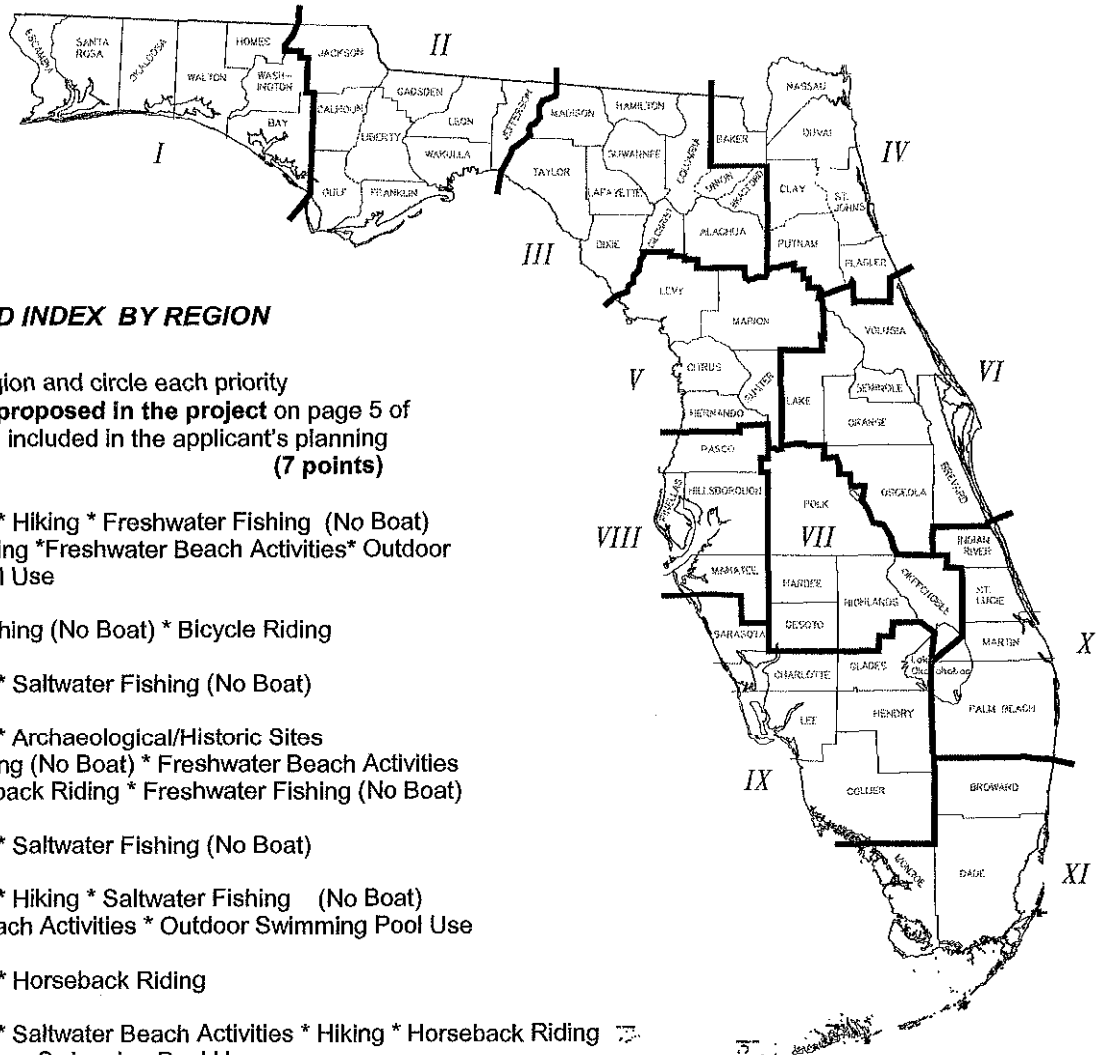 ESCAMBIA
SANTA
ROSA
OKALOOSA
WALTON
HOMES
WASH-
INGTON
BAY
I
JACKSON
II
CALHOUN
GADSDEN
LIBERTY
LEON
WAKULLA
JEFFERSON
GULF
FRANKLIN
MADISON
HAMILTON
TAYLOR
SUWANNEE
LAFAYETTE
COLUMBIA
UNION
BRADFORD
BAKER
DIXIE
GILCHRIST
ALACHUA
III
NASSAU
DUVAL
IV
CLAY
ST.
JOHNS
PUTNAM
FLAGLER
LEVY
MARION
VOLUSIA
V
CITRUS
SUMTER
LAKE
SEMINOLE
VI
HERNANDO
ORANGE
PASCO
BREVARD
OSCEOLA
PINELLAS
HILLSBOROUGH
POLK
VIII
VII
INDIAN
RIVER
MANATEE
HARDEE
HIGHLANDS
OKEECHOBEE
ST.
LUCIE
SARASOTA
DESOTO
MARTIN
X
CHARLOTTE
GLADES
Lake
Okeechobee
LEE
HENDRY
PALM BEACH
IX
COLLIER
BROWARD
MONROE
DADE
XI
D INDEX BY REGION
gion and circle each priority
proposed in the project on page 5 of
included in the applicant's planning
(7 points)
* Hiking * Freshwater Fishing (No Boat)
ing *Freshwater Beach Activities* Outdoor
l Use
hing (No Boat) * Bicycle Riding
* Saltwater Fishing (No Boat)
* Archaeological/Historic Sites
ng (No Boat) * Freshwater Beach Activities
back Riding * Freshwater Fishing (No Boat)
* Saltwater Fishing (No Boat)
* Hiking * Saltwater Fishing (No Boat)
ach Activities * Outdoor Swimming Pool Use
* Horseback Riding
* Saltwater Beach Activities * Hiking * Horseback Riding